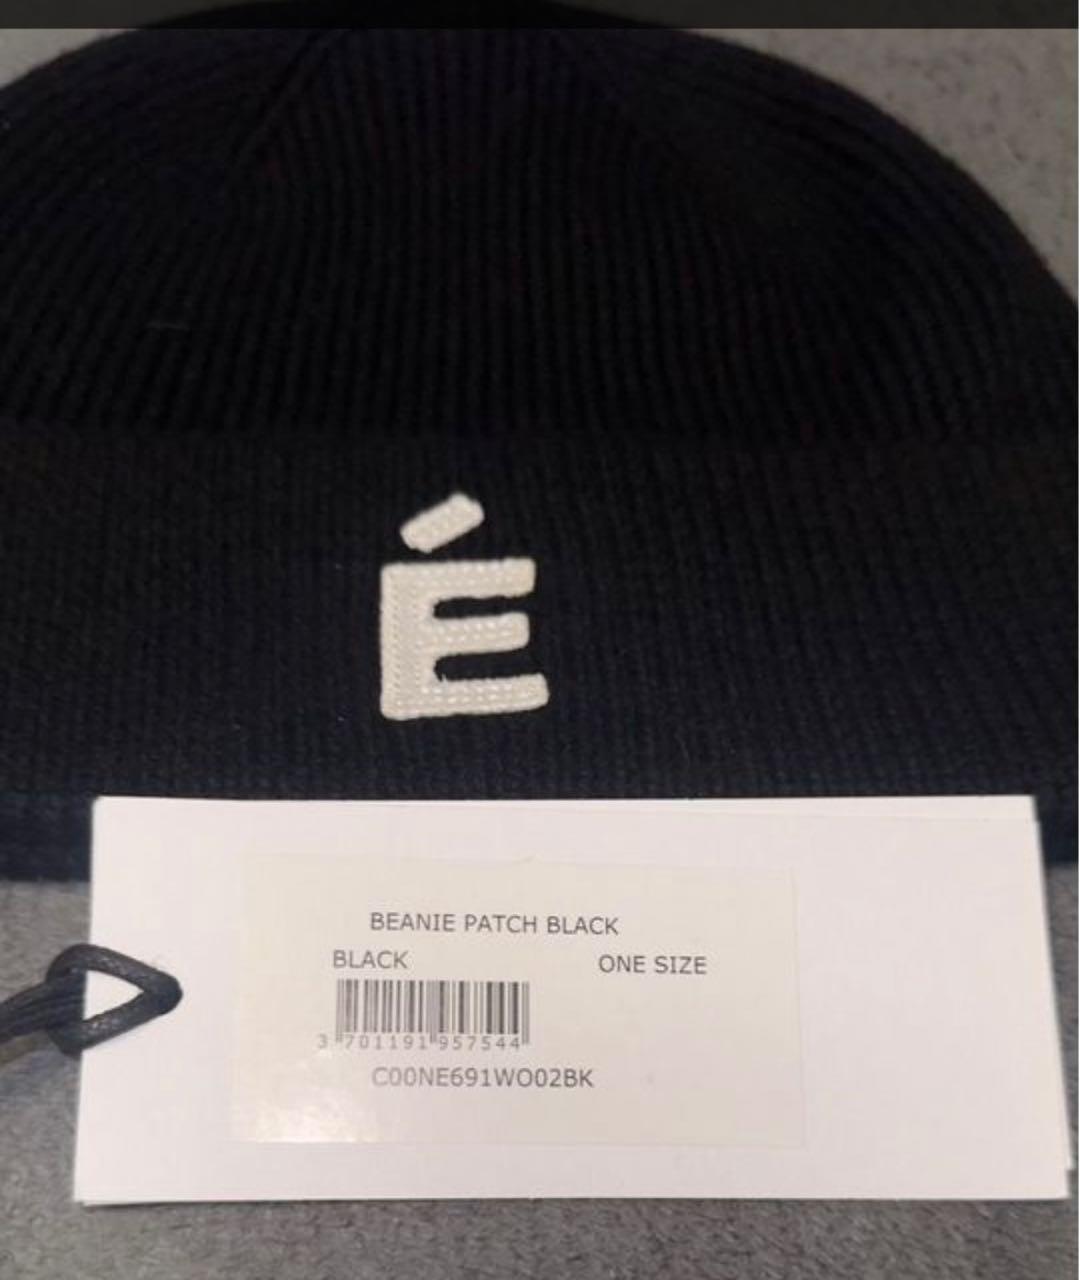 É
BEANIE PATCH BLACK
BLACK ONE SIZE
3 701191 957544
C00NE691WO02BK